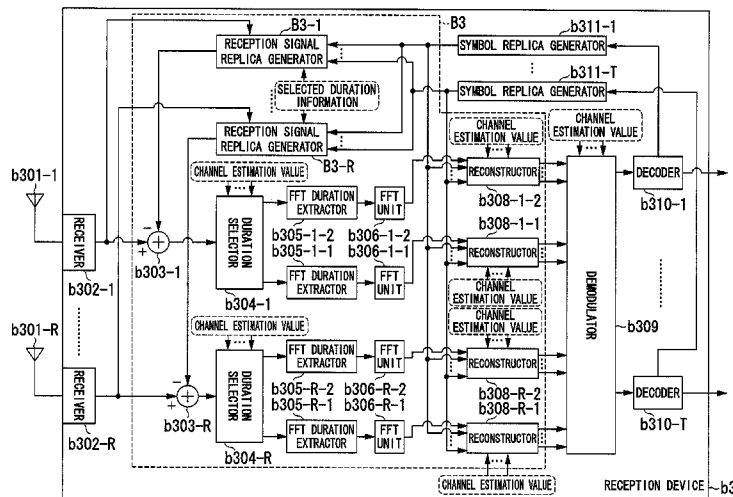 B3-1
B3
b311-1
RECEPTION SIGNAL
REPLICA GENERATOR
SYMBOL REPLICA GENERATOR
b311-T
SELECTED DURATION
INFORMATION
SYMBOL REPLICA GENERATOR
RECEPTION SIGNAL
REPLICA GENERATOR
CHANNEL ESTIMATION VALUE
CHANNEL ESTIMATION VALUE
B3-R
CHANNEL ESTIMATION VALUE
b301-1
RECEIVER
b302-1
−
+
b303-1
DURATION
SELECTOR
b304-1
FFT DURATION
EXTRACTOR
FFT
UNIT
b305-1-2
b306-1-2
b305-1-1
b306-1-1
FFT DURATION
EXTRACTOR
FFT
UNIT
RECONSTRUCTOR
b308-1-2
b308-1-1
RECONSTRUCTOR
CHANNEL ESTIMATION VALUE
CHANNEL ESTIMATION VALUE
DEMODULATOR
b309
DECODER
b310-1
b301-R
RECEIVER
b302-R
−
+
b303-R
CHANNEL ESTIMATION VALUE
DURATION
SELECTOR
b304-R
FFT DURATION
EXTRACTOR
FFT
UNIT
b305-R-2
b306-R-2
b305-R-1
b306-R-1
FFT DURATION
EXTRACTOR
FFT
UNIT
RECONSTRUCTOR
b308-R-2
b308-R-1
RECONSTRUCTOR
CHANNEL ESTIMATION VALUE
DECODER
b310-T
RECEPTION DEVICE
b3